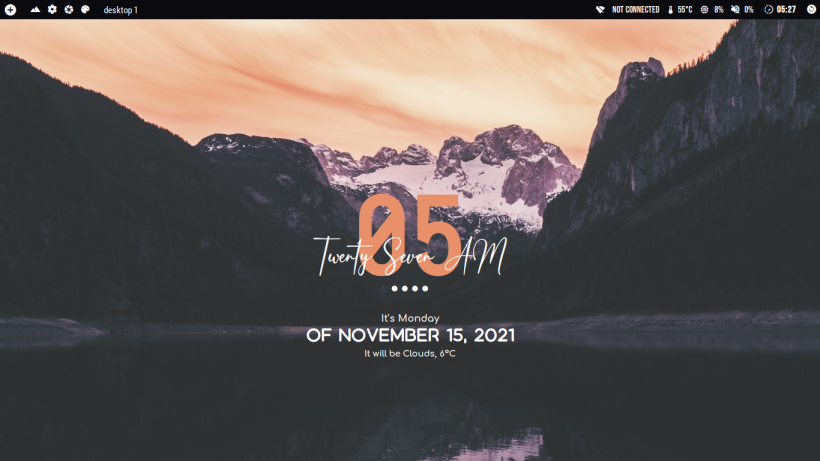 desktop 1
NOT CONNECTED 55°C 8% 0% 05:27
05
Twenty Seven AM
It's Monday
OF NOVEMBER 15, 2021
It will be Clouds, 6°C